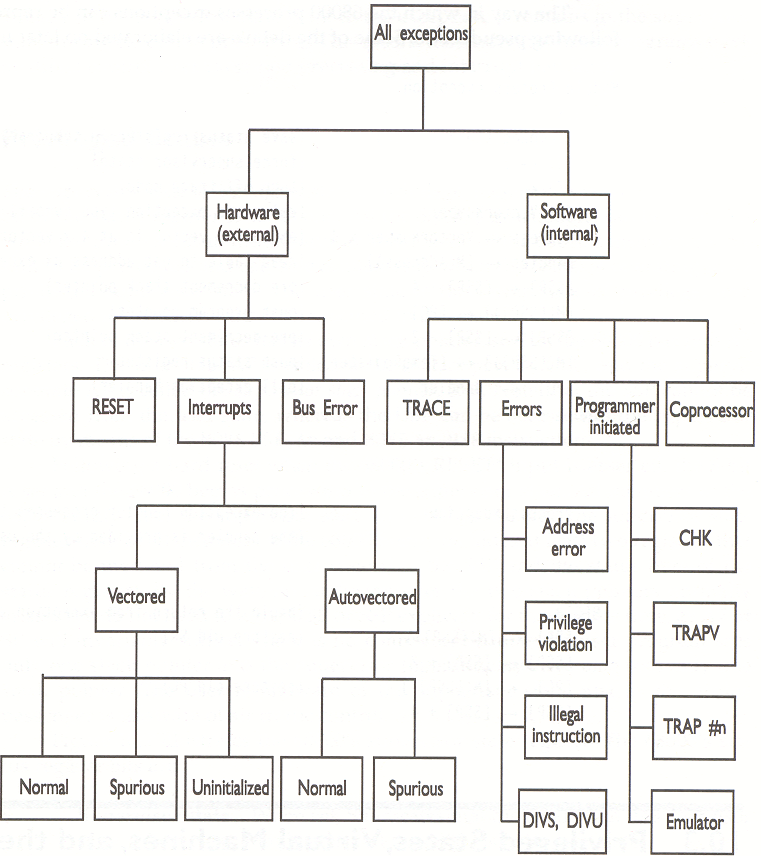 All exceptions
Hardware
(external)
Software
(internal)
RESET
Interrupts
Bus Error
TRACE
Errors
Programmer
initiated
Coprocessor
Address
error
CHK
Vectored
Autovectored
Privilege
violation
TRAPV
Illegal
instruction
TRAP #n
Normal
Spurious
Uninitialized
Normal
Spurious
DIVS, DIVU
Emulator